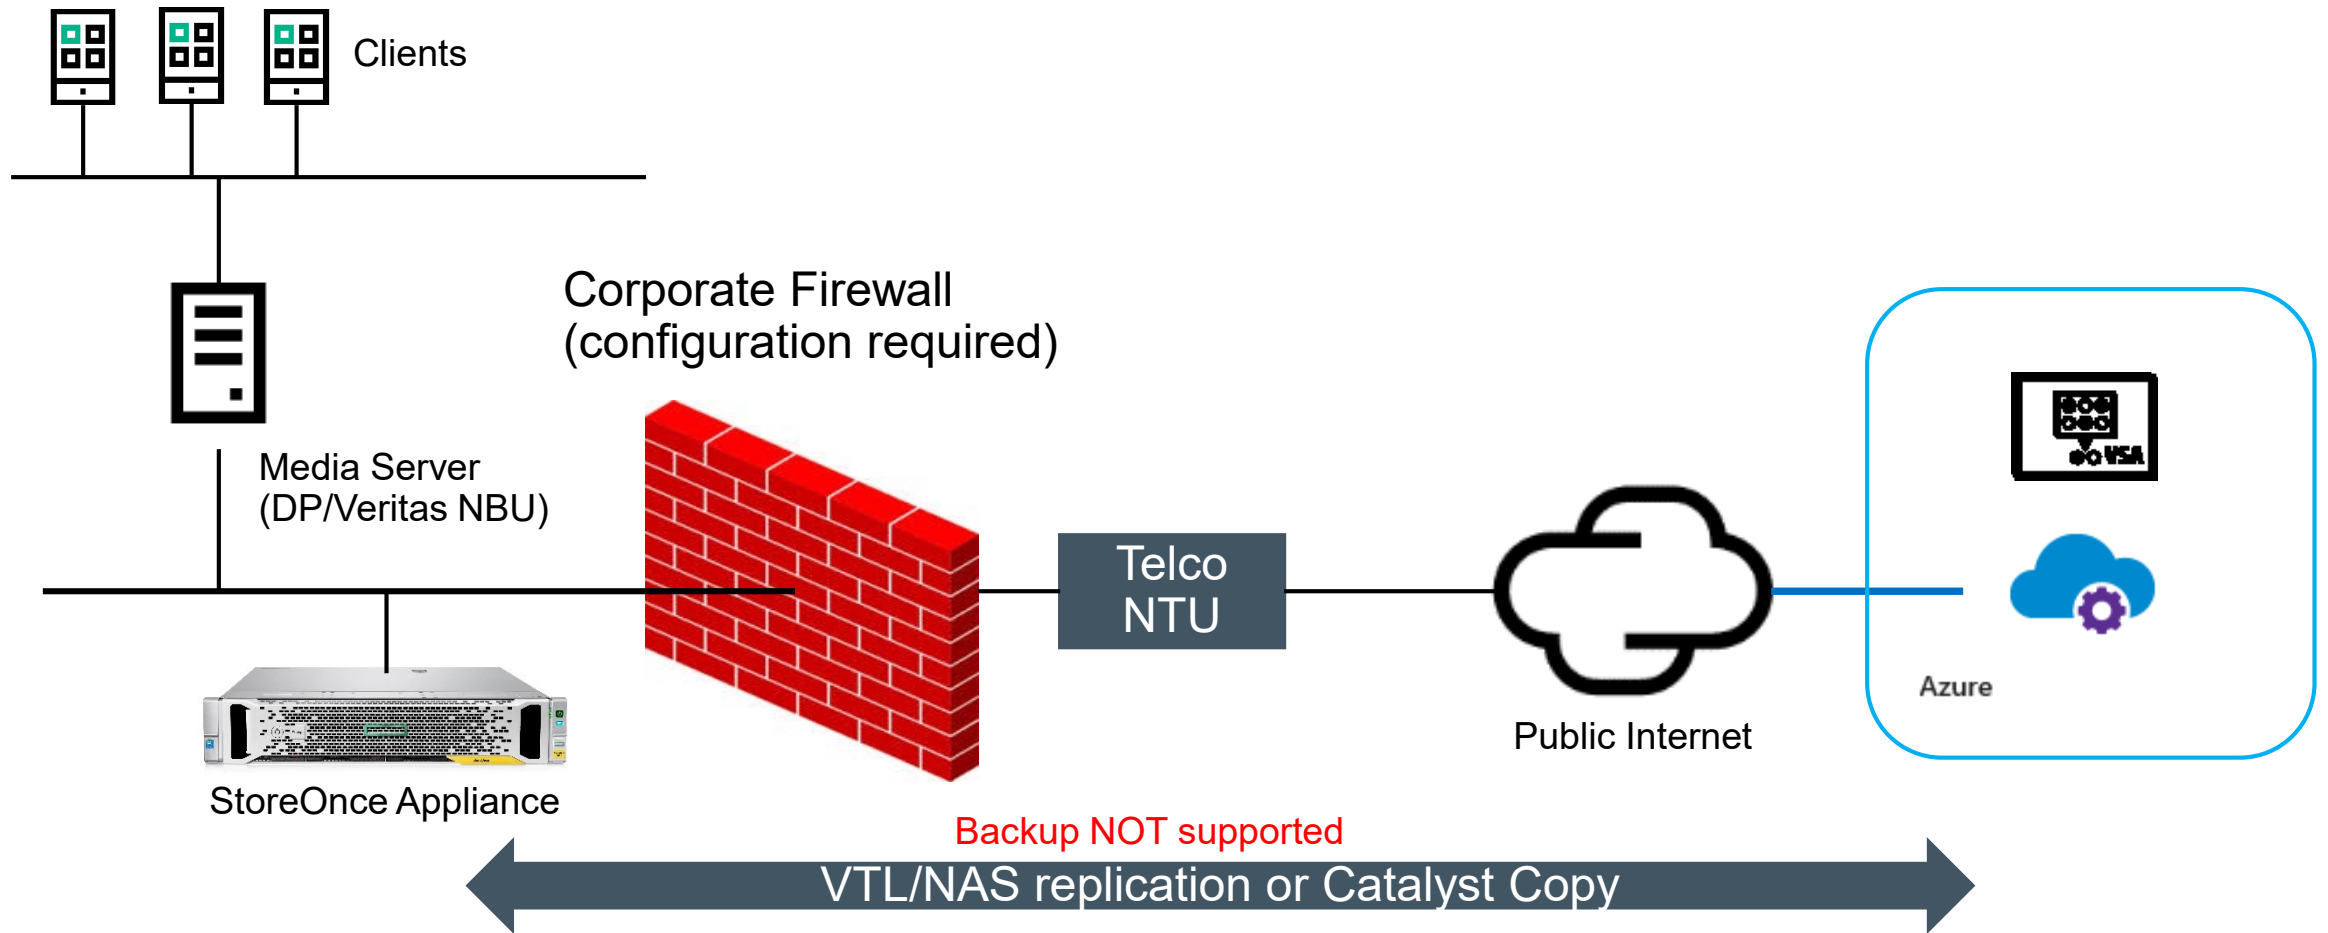 Clients
Corporate Firewall
(configuration required)
Media Server
(DP/Veritas NBU)
VSA
Telco
NTU
Azure
Public Internet
StoreOnce Appliance
Backup NOT supported
VTL/NAS replication or Catalyst Copy